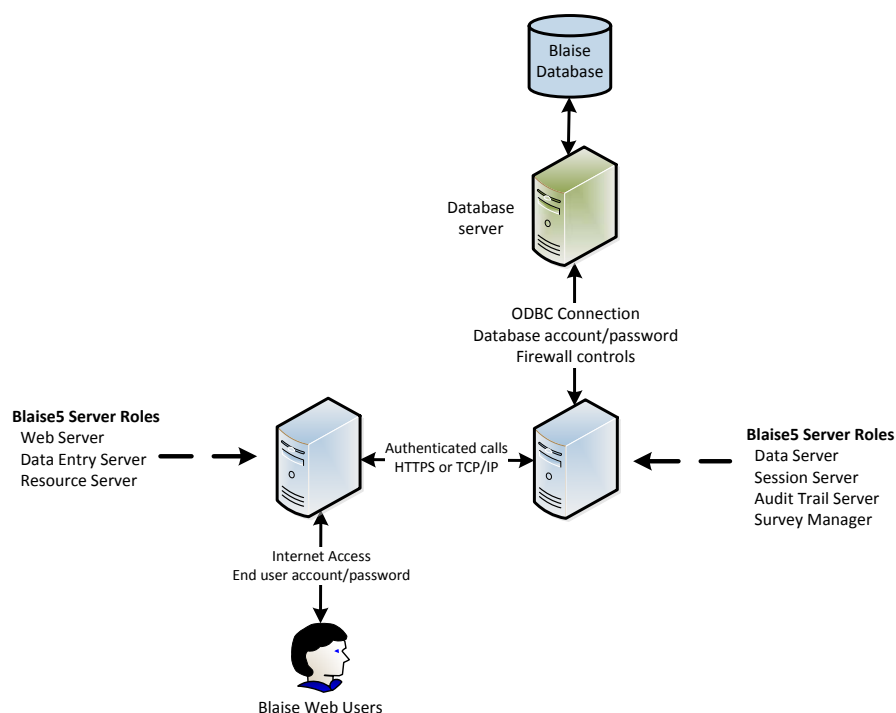 Blaise
Database
Database
server
ODBC Connection
Database account/password
Firewall controls
Blaise5 Server Roles
Web Server
Data Entry Server
Resource Server
Authenticated calls
HTTPS or TCP/IP
Blaise5 Server Roles
Data Server
Session Server
Audit Trail Server
Survey Manager
Internet Access
End user account/password
Blaise Web Users